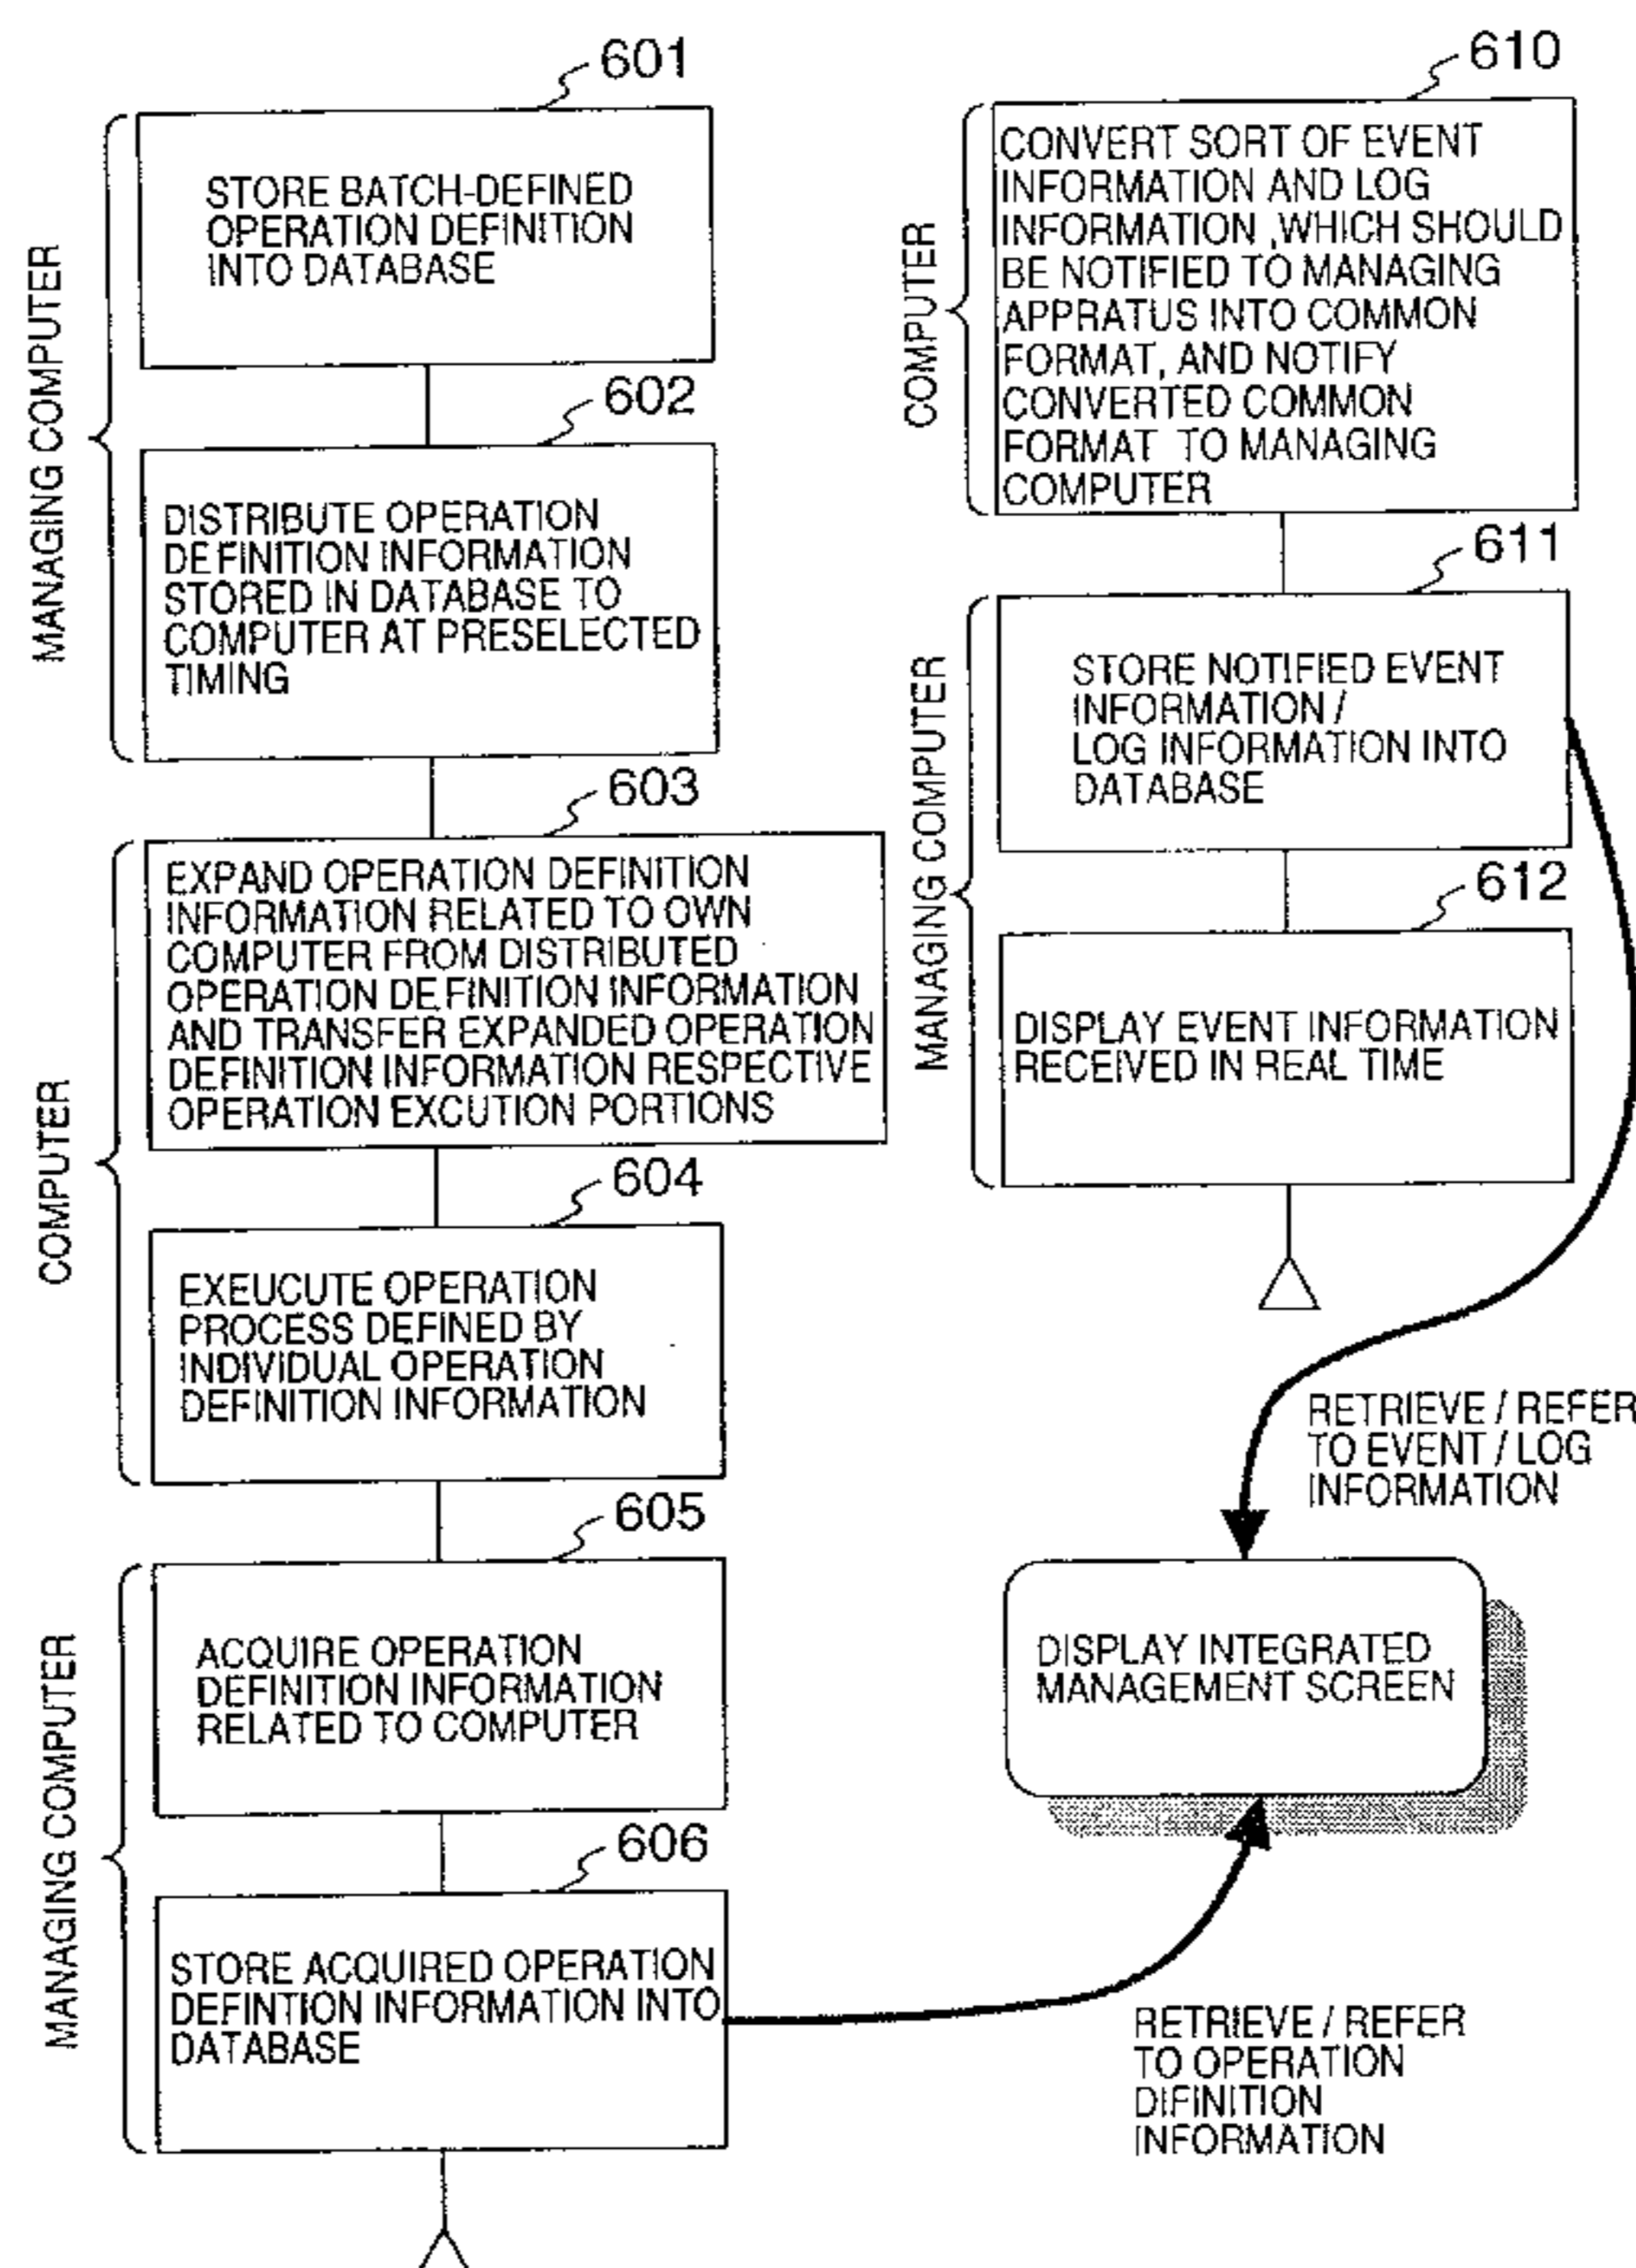 601
STORE BATCH-DEFINED
OPERATION DEFINITION
INTO DATABASE
MANAGING COMPUTER
602
DISTRIBUTE OPERATION
DEFINITION INFORMATION
STORED IN DATABASE TO
COMPUTER AT PRESELECTED
TIMING
603
EXPAND OPERATION DEFINITION
INFORMATION RELATED TO OWN
COMPUTER FROM DISTRIBUTED
OPERATION DEFINITION INFORMATION
AND TRANSFER EXPANDED OPERATION
DEFINITION INFORMATION RESPECTIVE
OPERATION EXCUTION PORTIONS
COMPUTER
604
EXEUCUTE OPERATION
PROCESS DEFINED BY
INDIVIDUAL OPERATION
DEFINITION INFORMATION
605
ACQUIRE OPERATION
DEFINITION INFORMATION
RELATED TO COMPUTER
MANAGING COMPUTER
606
STORE ACQUIRED OPERATION
DEFINTION INFORMATION INTO
DATABASE
610
CONVERT SORT OF EVENT
INFORMATION AND LOG
INFORMATION ,WHICH SHOULD
BE NOTIFIED TO MANAGING
APPRATUS INTO COMMON
FORMAT, AND NOTIFY
CONVERTED COMMON
FORMAT TO MANAGING
COMPUTER
COMPUTER
611
STORE NOTIFIED EVENT
INFORMATION /
LOG INFORMATION INTO
DATABASE
MANAGING COMPUTER
612
DISPLAY EVENT INFORMATION
RECEIVED IN REAL TIME
RETRIEVE / REFER
TO EVENT / LOG
INFORMATION
DISPLAY INTEGRATED
MANAGEMENT SCREEN
RETRIEVE / REFER
TO OPERATION
DIFINITION
INFORMATION